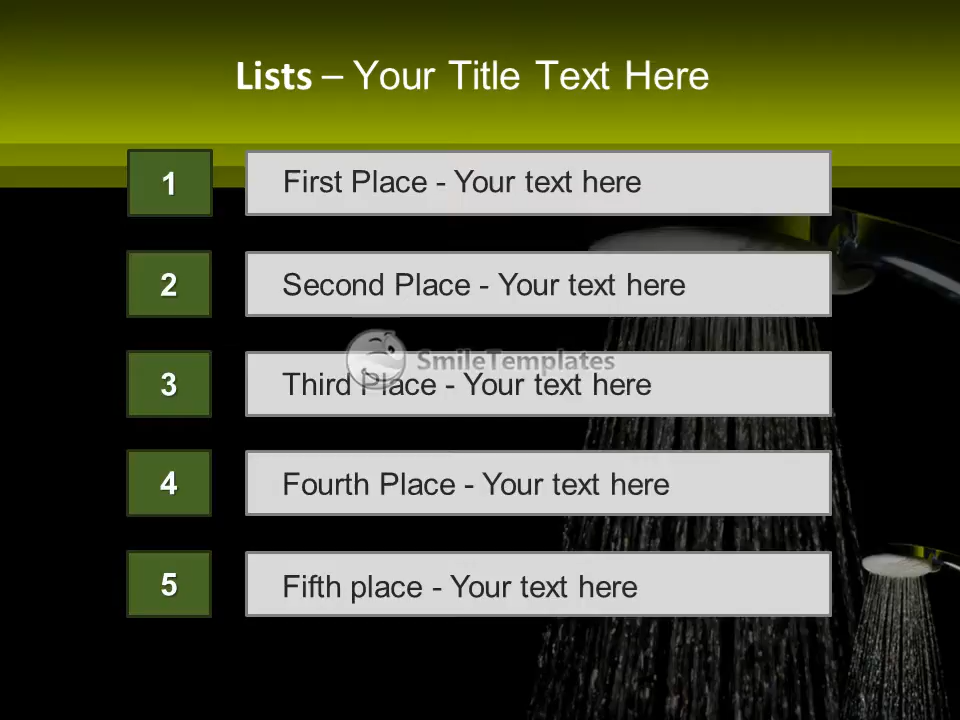 Lists – Your Title Text Here
1
First Place - Your text here
2
Second Place - Your text here
SmileTemplates
3
Third Place - Your text here
4
Fourth Place - Your text here
5
Fifth place - Your text here